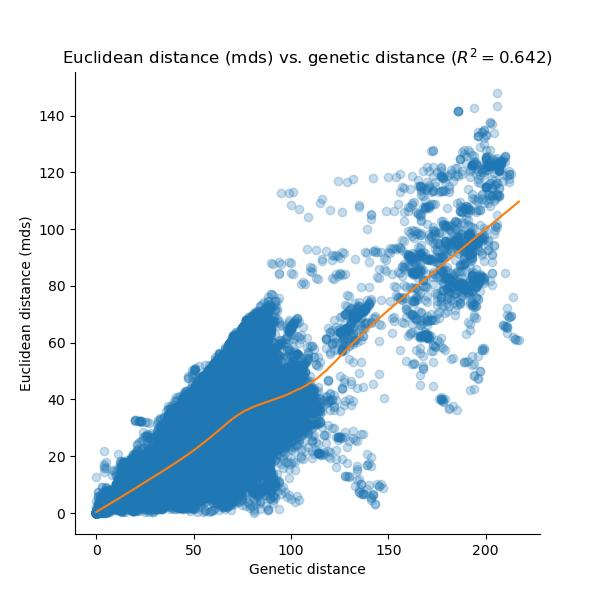 Euclidean distance (mds) vs. genetic distance ($R^2 = 0.642$)
140
120
100
80
60
40
20
0
Euclidean distance (mds)
0 50 100 150 200
Genetic distance